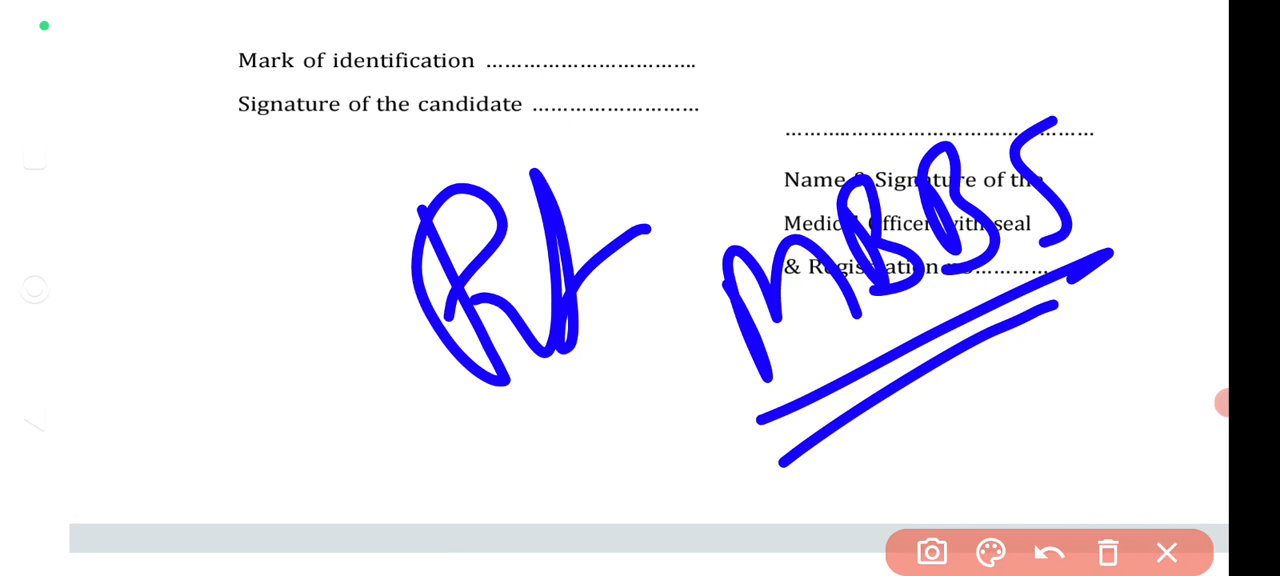 Mark of identification ……………………………..
Signature of the candidate ………………………
………..…………………………………
Name & Signature of the
Medical Officer with seal
& Registration no…………
MBBS